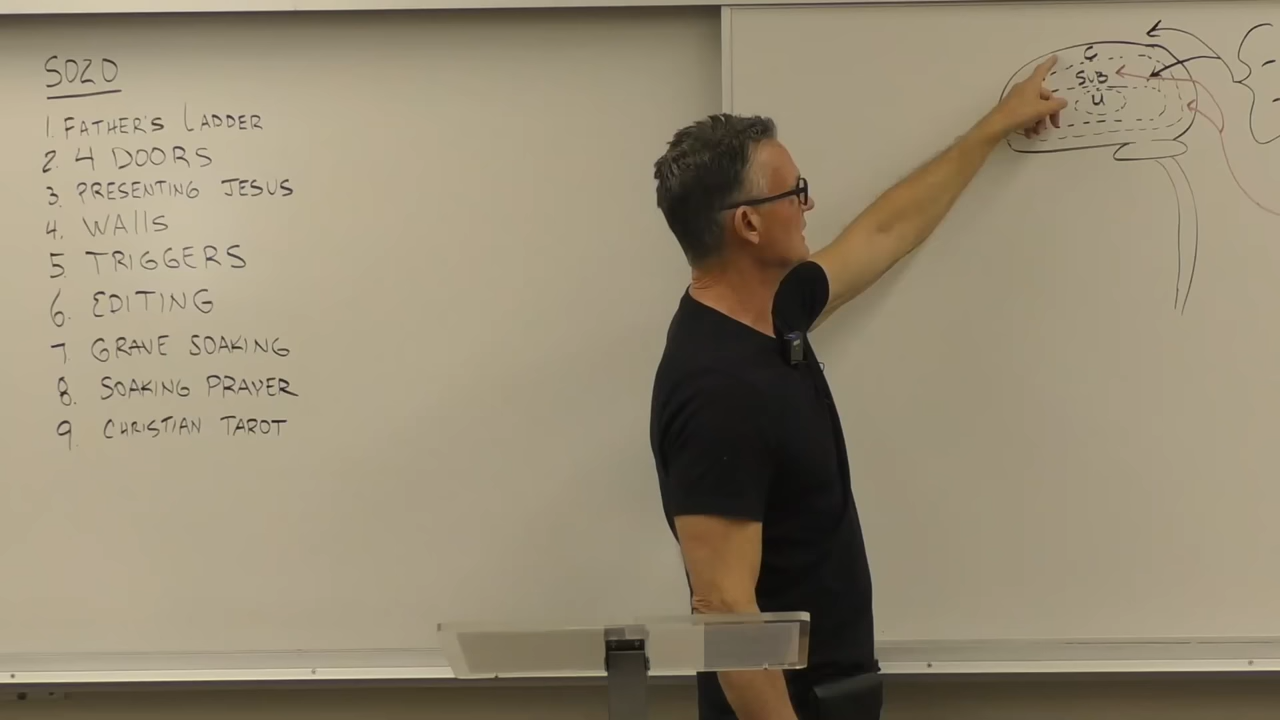 SOZO
1. FATHER'S LADDER
2. 4 DOORS
3. PRESENTING JESUS
4. WALLS
5 TRIGGERS
6. EDITING
7 GRAVE SOAKING
8. SOAKING PRAYER
9. CHRISTIAN TAROT
C
SUB
U